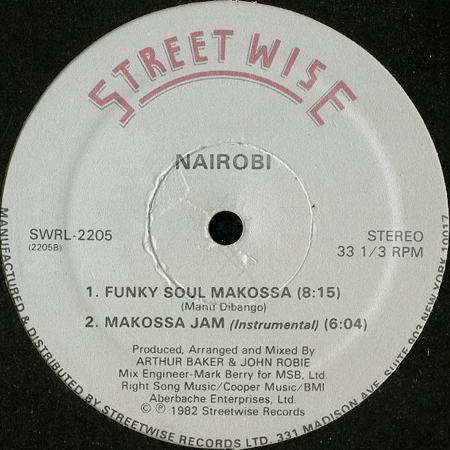 STREETWISE
NAIROBI
SWRL-2205
(2205B)
STEREO
33 1/3 RPM
1. FUNKY SOUL MAKOSSA (8:15)
(Manu Dibango)
2. MAKOSSA JAM (Instrumental) (6:04)
Produced, Arranged and Mixed By
ARTHUR BAKER & JOHN ROBIE
Mix Engineer-Mark Berry for MSB, Ltd.
Right Song Music/Cooper Music/BMI
Aberbache Enterprises, Ltd.
© ℗ 1982 Streetwise Records
MANUFACTURED & DISTRIBUTED BY STREETWISE RECORDS LTD. 331 MADISON AVE. SUITE 903 NEW YORK 10017